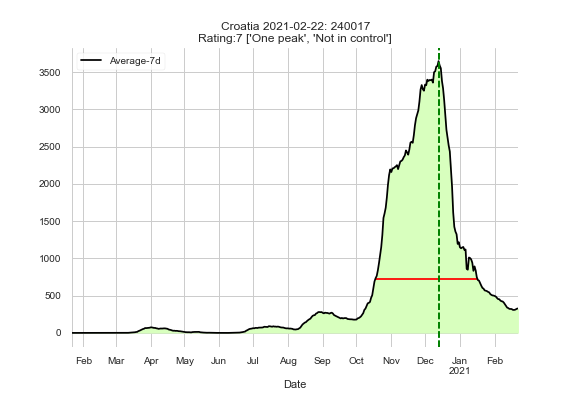 Croatia 2021-02-22: 240017
Rating:7 ['One peak', 'Not in control']
Average-7d
3500
3000
2500
2000
1500
1000
500
0
Feb Mar Apr May Jun Jul Aug Sep Oct Nov Dec Jan Feb
2021
Date